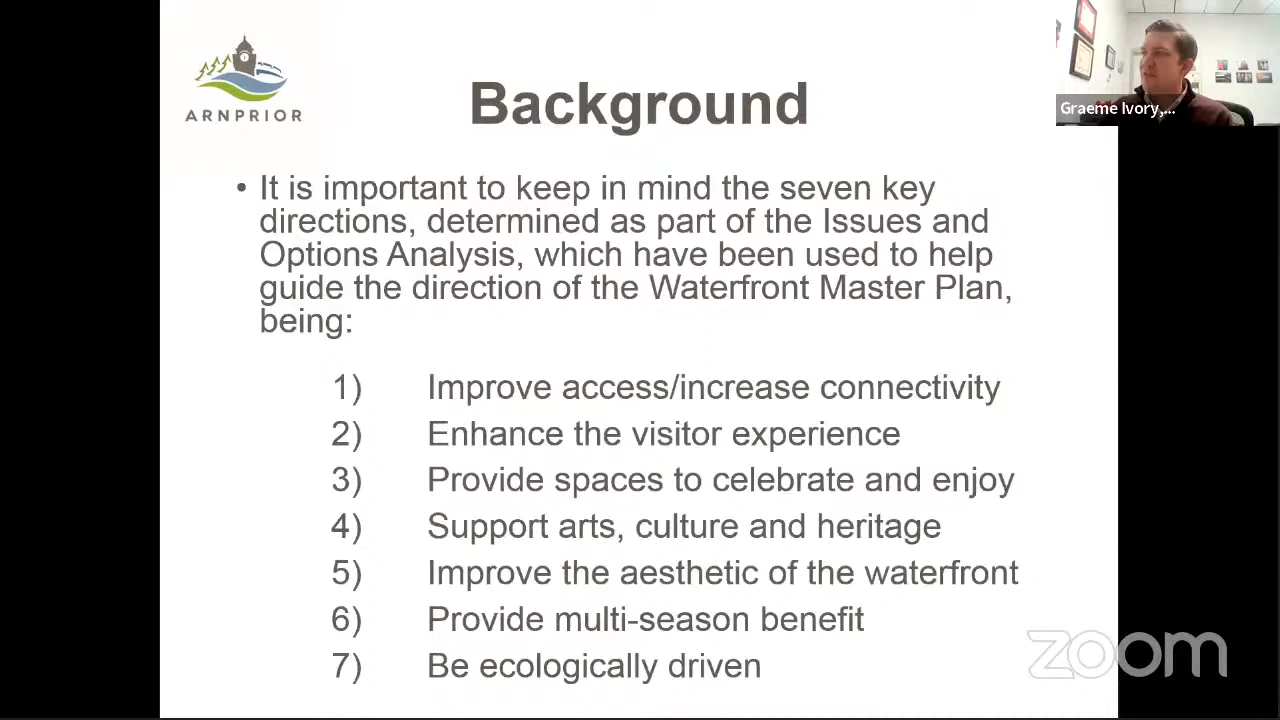 ARNPRIOR
Background
Graeme Ivory,...
• It is important to keep in mind the seven key
directions, determined as part of the Issues and
Options Analysis, which have been used to help
guide the direction of the Waterfront Master Plan,
being:
1) Improve access/increase connectivity
2) Enhance the visitor experience
3) Provide spaces to celebrate and enjoy
4) Support arts, culture and heritage
5) Improve the aesthetic of the waterfront
6) Provide multi-season benefit
7) Be ecologically driven
zoom